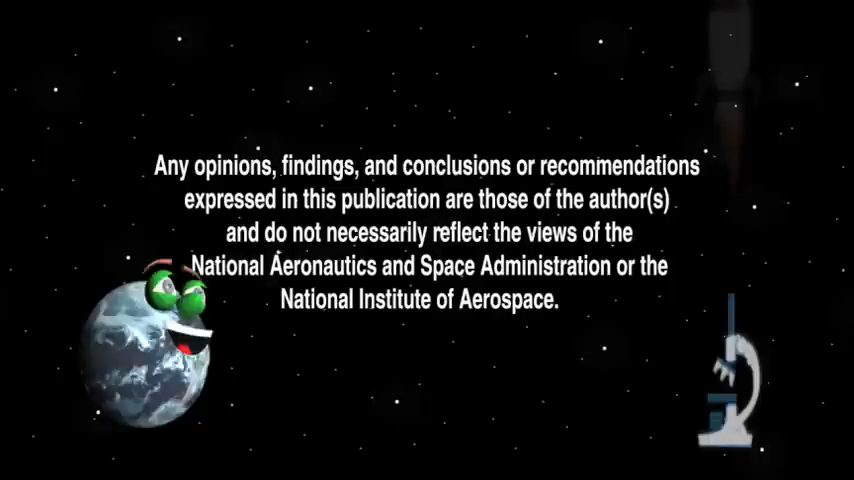 Any opinions, findings, and conclusions or recommendations
expressed in this publication are those of the author(s)
and do not necessarily reflect the views of the
National Aeronautics and Space Administration or the
National Institute of Aerospace.